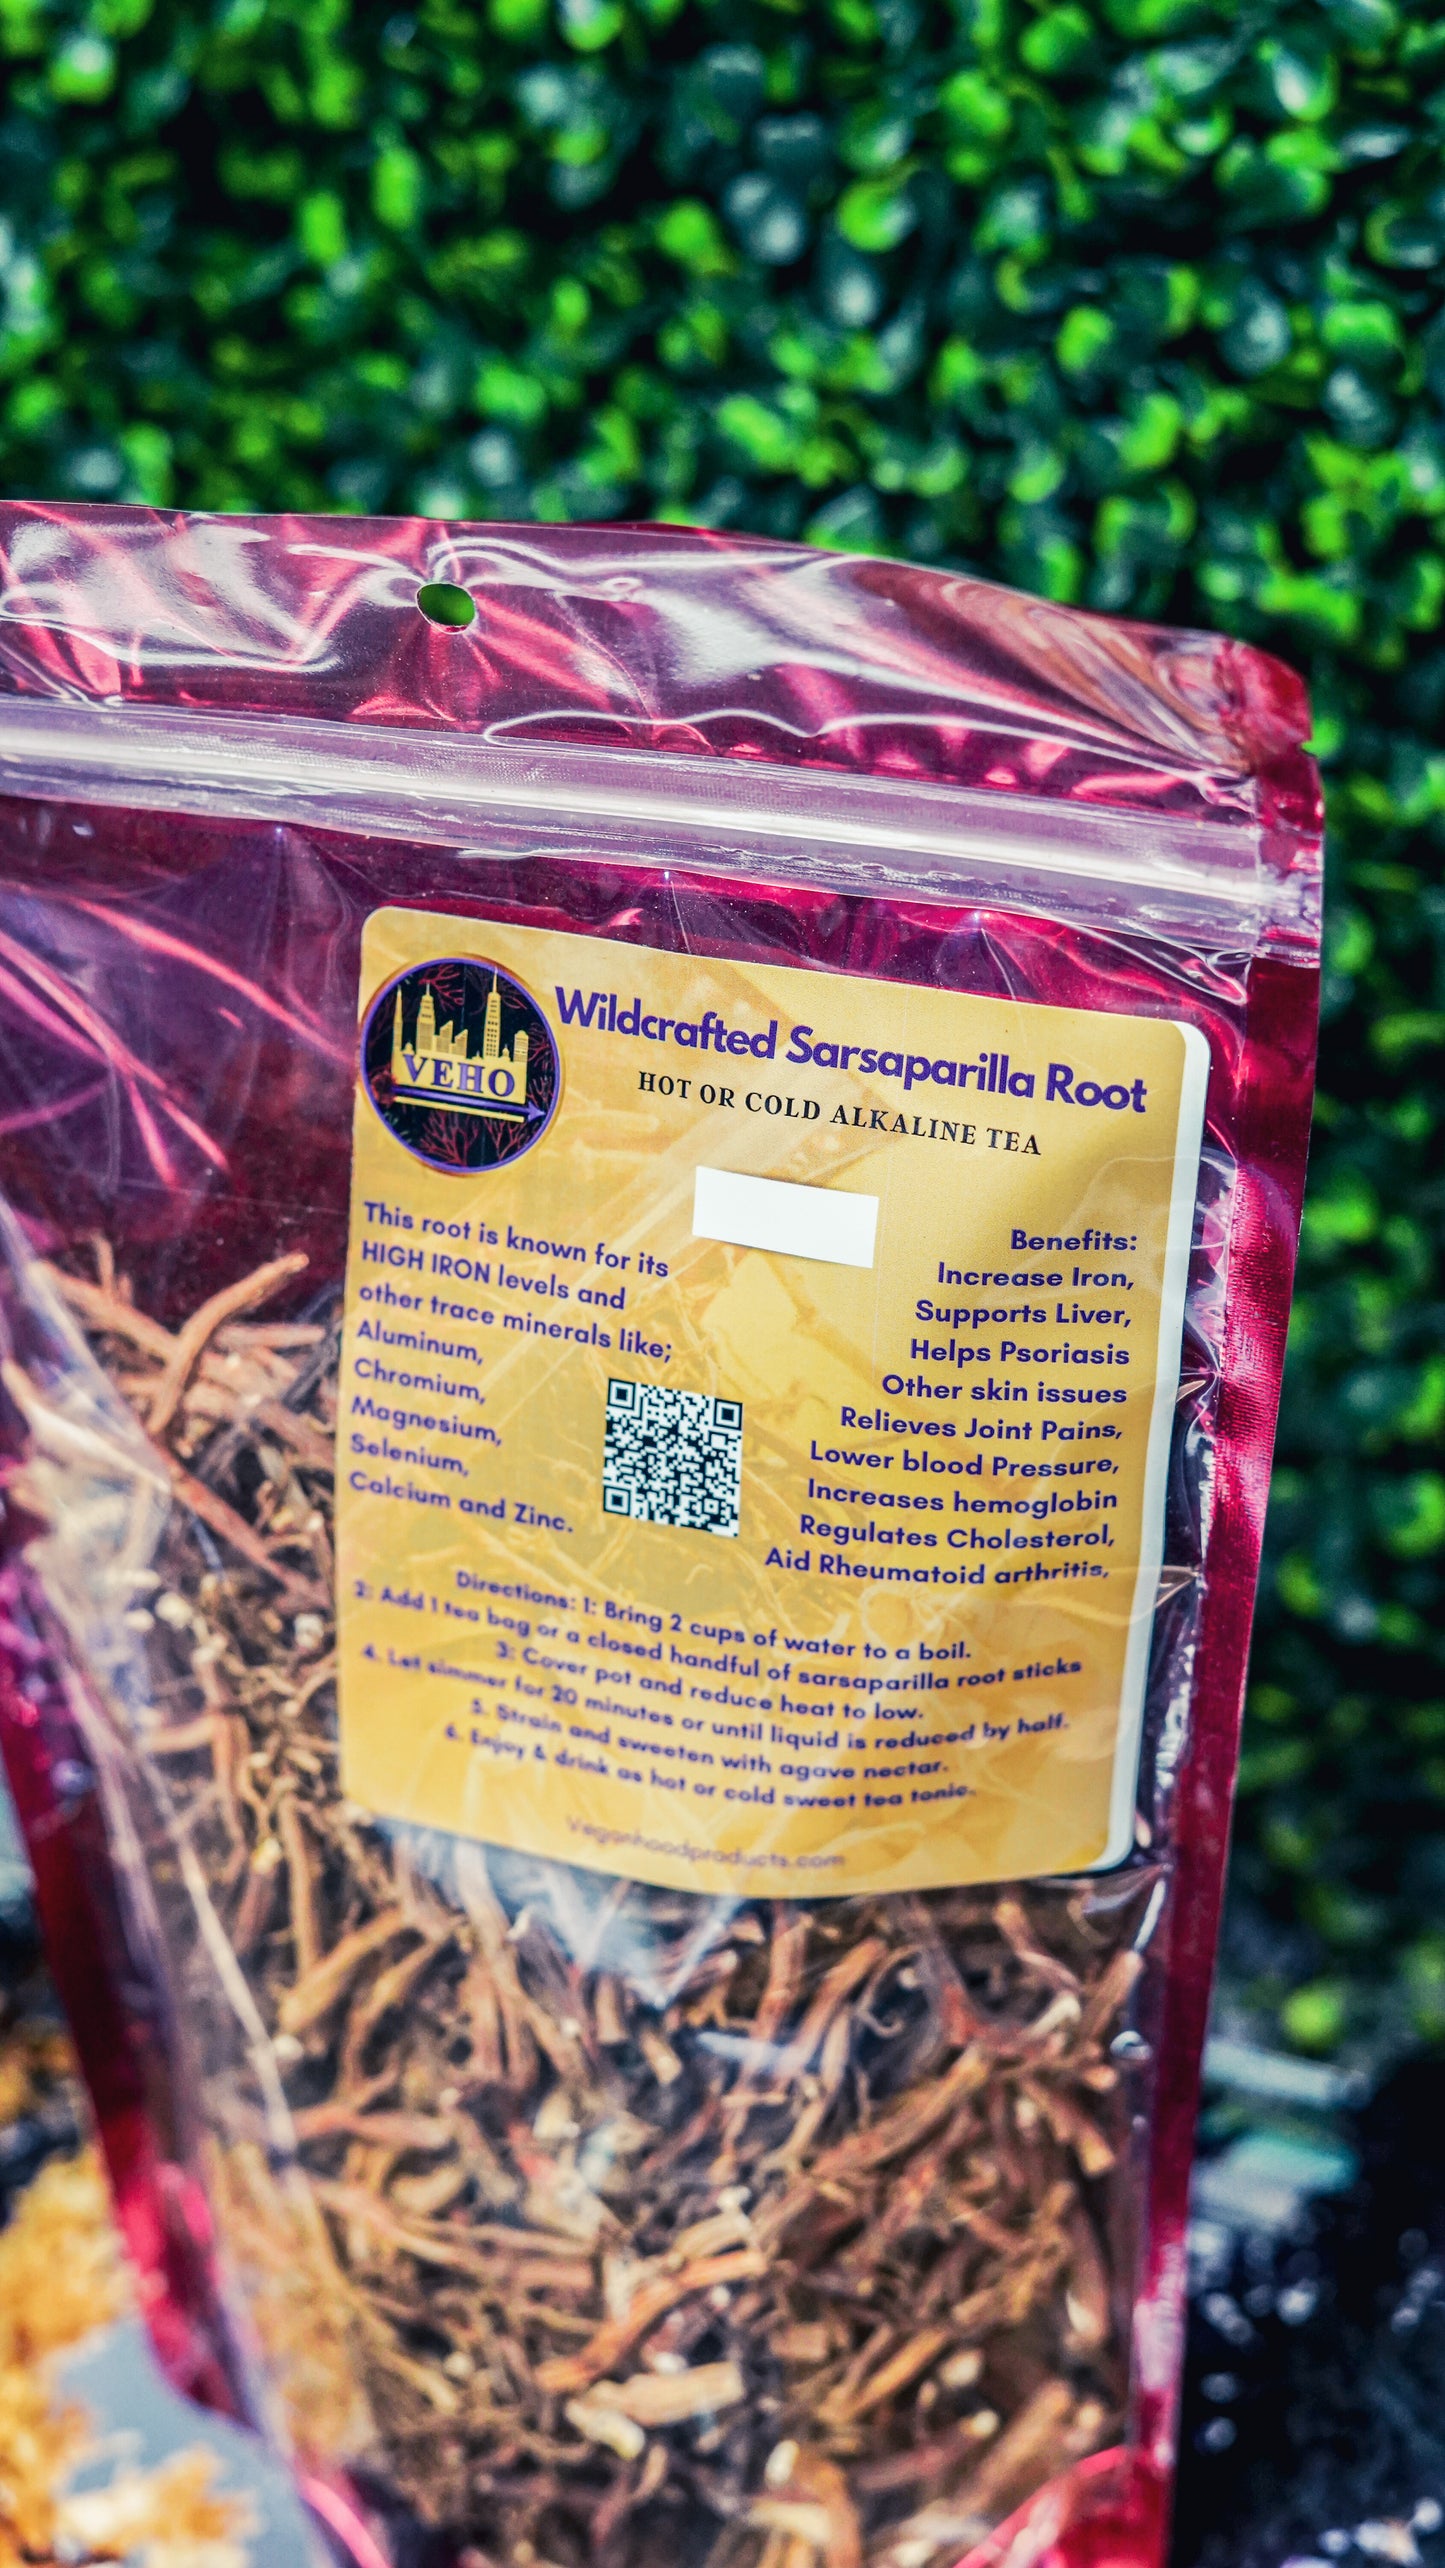 VEHO
Wildcrafted Sarsaparilla Root
HOT OR COLD ALKALINE TEA
This root is known for its
HIGH IRON levels and
other trace minerals like;
Aluminum,
Chromium,
Magnesium,
Selenium,
Calcium and Zinc.
Benefits:
Increase Iron,
Supports Liver,
Helps Psoriasis
Other skin issues
Relieves Joint Pains,
Lower blood Pressure,
Increases hemoglobin
Regulates Cholesterol,
Aid Rheumatoid arthritis,
Directions: 1: Bring 2 cups of water to a boil.
2: Add 1 tea bag or a closed handful of sarsaparilla root sticks
3: Cover pot and reduce heat to low.
4. Let simmer for 20 minutes or until liquid is reduced by half.
5. Strain and sweeten with agave nectar.
6. Enjoy & drink as hot or cold sweet tea tonic.
Veganhoodproducts.com